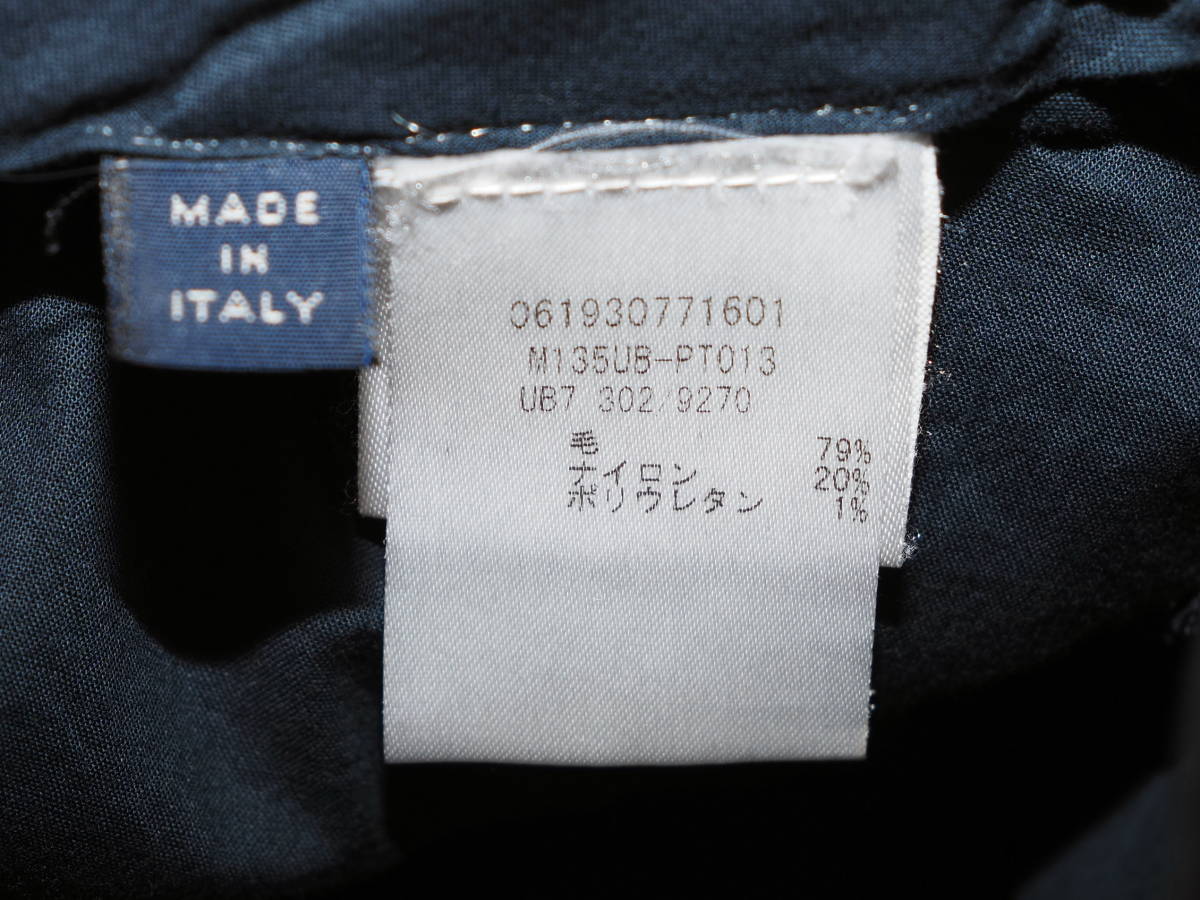 MADE
IN
ITALY
061930771601
M135UB-PT013
UB7 302/9270
毛 79%
ナイロン 20%
ポリウレタン 1%